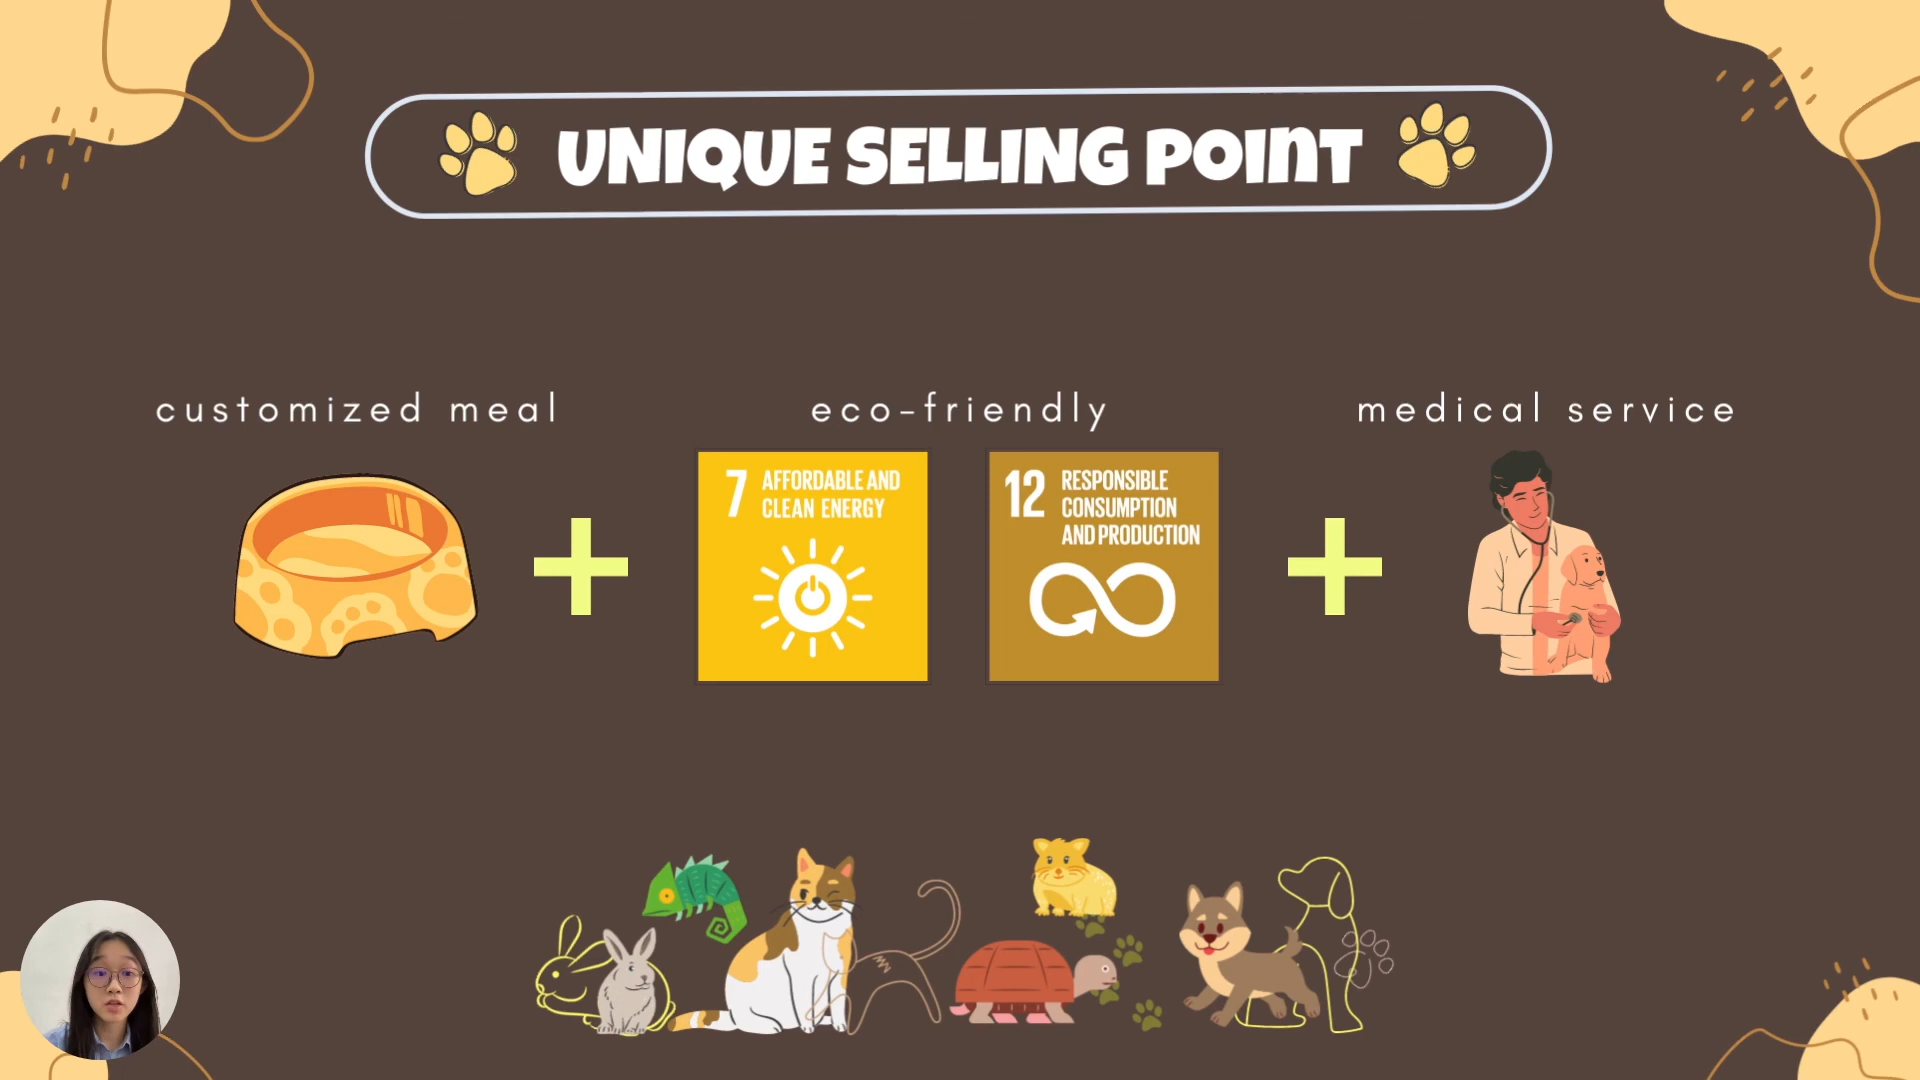 UNIQUE SELLING POINT
customized meal
eco-friendly
medical service
7 AFFORDABLE AND
CLEAN ENERGY
12 RESPONSIBLE
CONSUMPTION
AND PRODUCTION